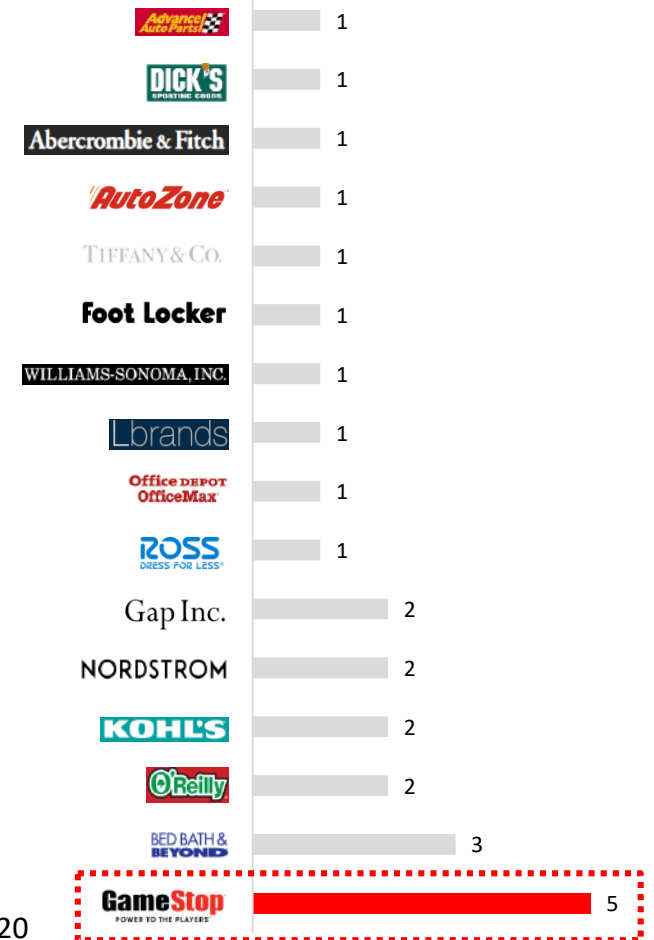 Advance
Auto Parts
1
DICK'S
SPORTING GOODS
1
Abercrombie & Fitch
1
AutoZone
1
TIFFANY & CO.
1
Foot Locker
1
WILLIAMS-SONOMA, INC.
1
Lbrands
1
Office DEPOT
OfficeMax
1
ROSS
DRESS FOR LESS®
1
Gap Inc.
2
NORDSTROM
2
KOHL'S
2
O'Reilly
2
BED BATH &
BEYOND
3
GameStop
POWER TO THE PLAYERS™
5
20